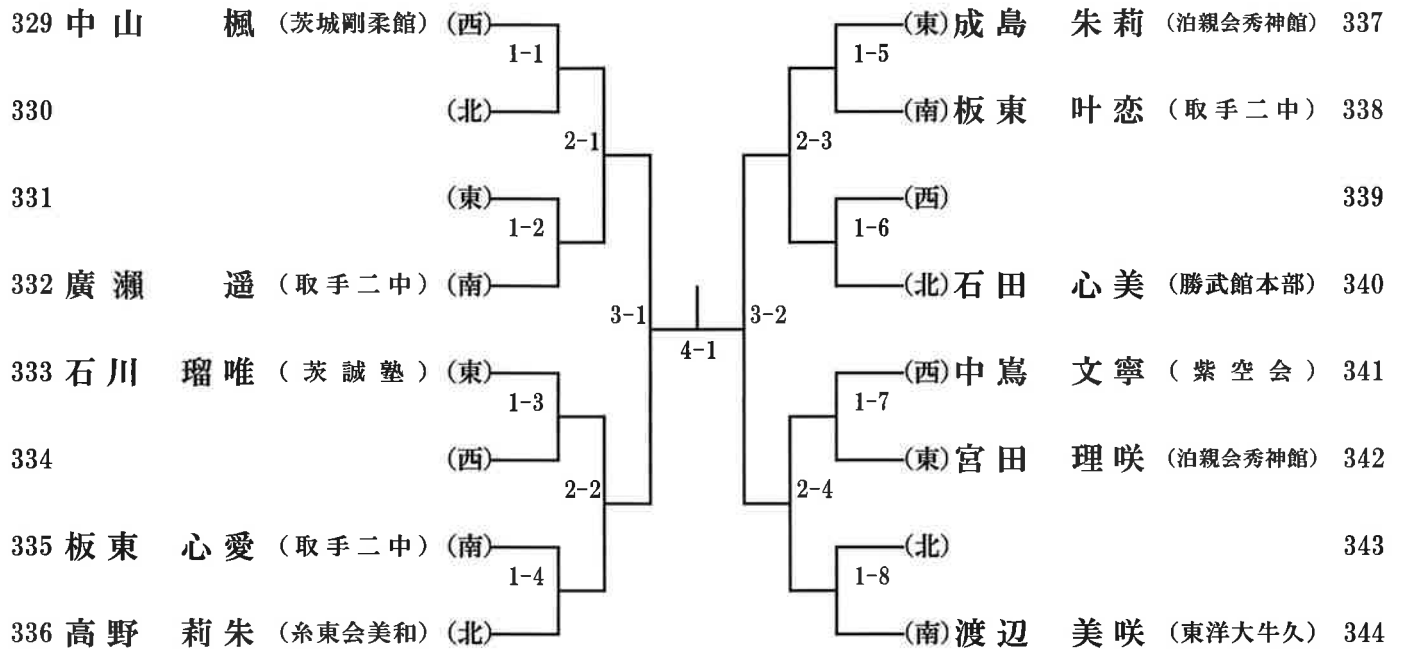 329 中山 楓 (茨城剛柔館) (西)
1-1
330 (北)
2-1
331 (東)
1-2
332 廣瀬 遥 (取手二中) (南)
3-1
333 石川 瑠唯 (茨誠塾) (東)
1-3
334 (西)
2-2
335 板東 心愛 (取手二中) (南)
1-4
336 高野 莉朱 (糸東会美和) (北)
4-1
(東) 成島 朱莉 (泊親会秀神館) 337
1-5
(南) 板東 叶恋 (取手二中) 338
2-3
(西) 339
1-6
(北) 石田 心美 (勝武館本部) 340
3-2
(西) 中嶌 文寧 (紫空会) 341
1-7
(東) 宮田 理咲 (泊親会秀神館) 342
2-4
(北) 343
1-8
(南) 渡辺 美咲 (東洋大牛久) 344